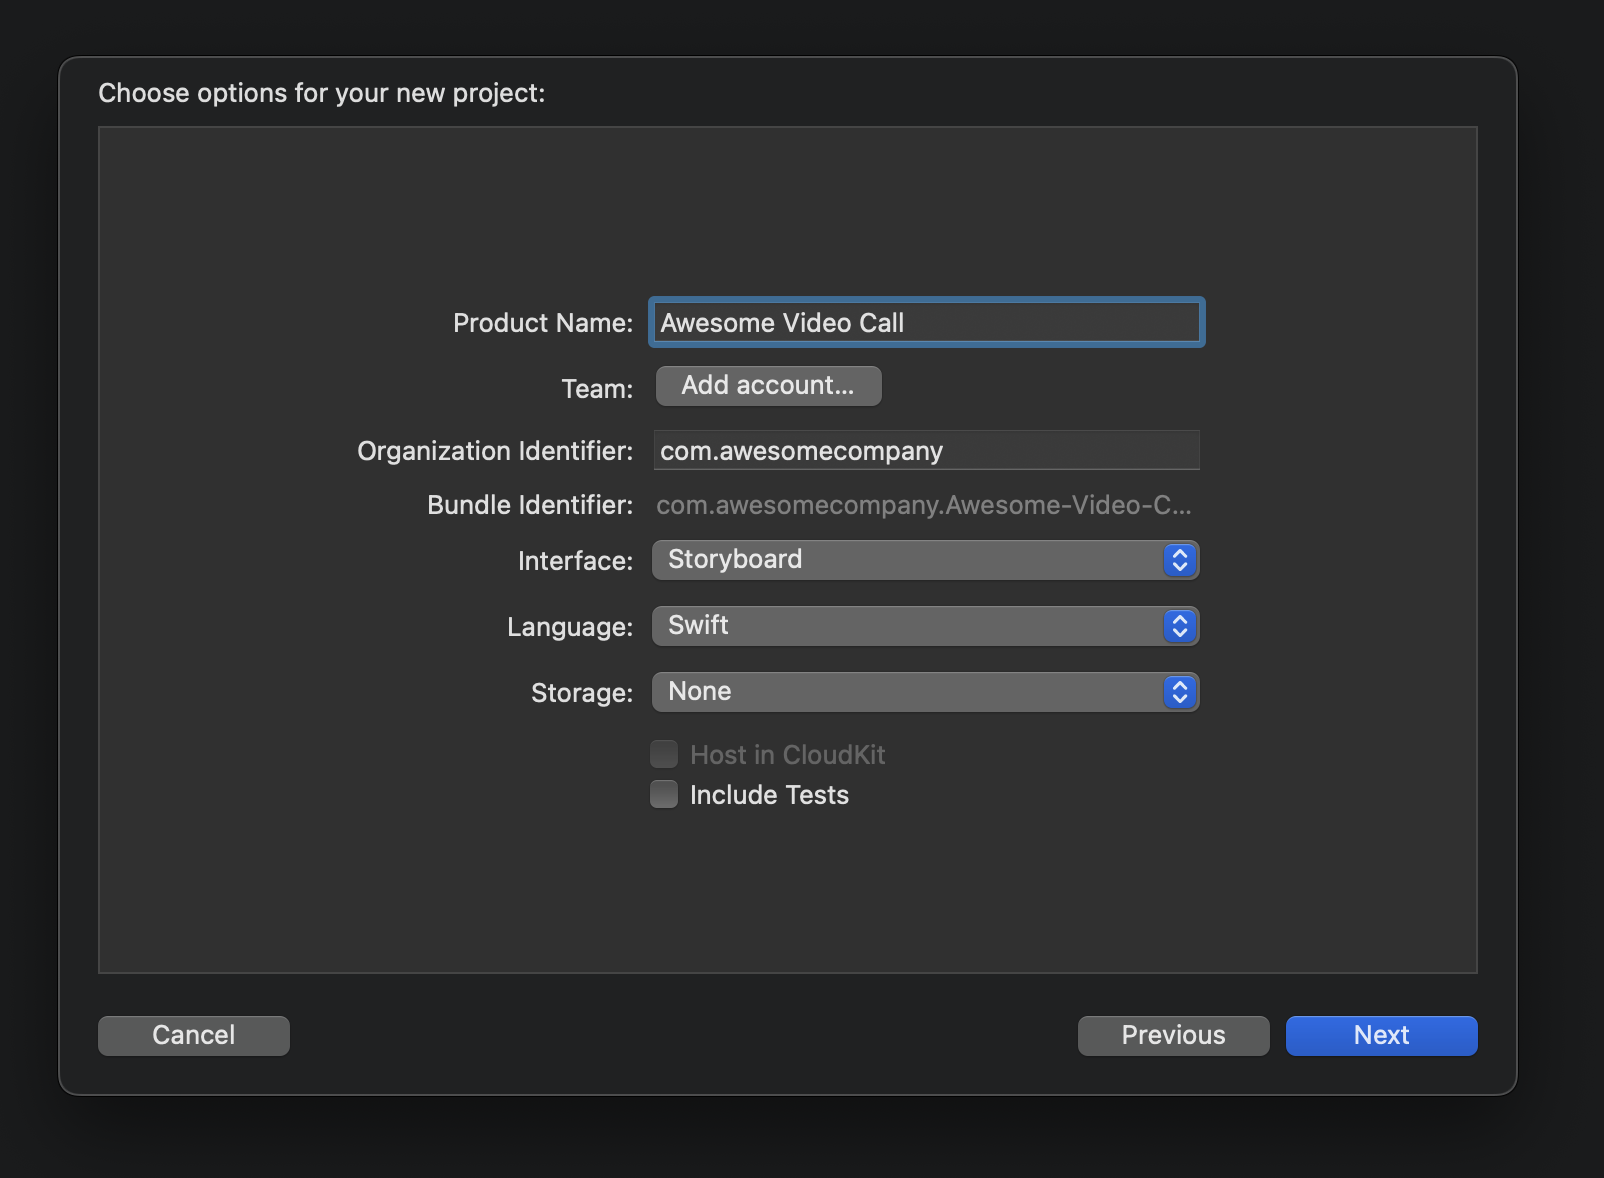 Choose options for your new project:
Product Name: Awesome Video Call
Team: Add account...
Organization Identifier: com.awesomecompany
Bundle Identifier: com.awesomecompany.Awesome-Video-C...
Interface: Storyboard
Language: Swift
Storage: None
Host in CloudKit
Include Tests
Cancel Previous Next